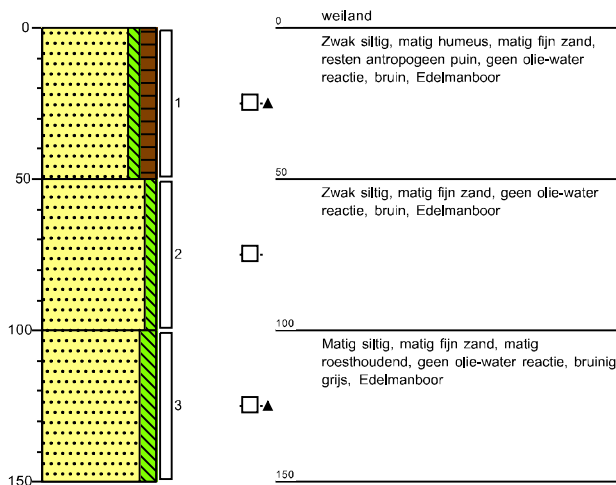 0
50
100
150
1
2
3
0
weiland
Zwak siltig, matig humeus, matig fijn zand,
resten antropogeen puin, geen olie-water
reactie, bruin, Edelmanboor
50
Zwak siltig, matig fijn zand, geen olie-water
reactie, bruin, Edelmanboor
100
Matig siltig, matig fijn zand, matig
roesthoudend, geen olie-water reactie, bruinig
grijs, Edelmanboor
150